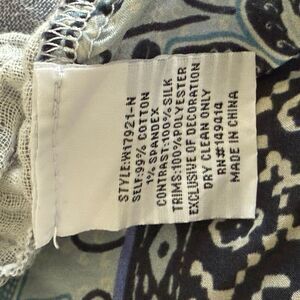 STYLE:W17921-N
SELF:99% COTTON
1% SPANDEX
CONTRAST:100% SILK
TRIMS:100%POLYESTER
EXCLUSIVE OF DECORATION
DRY CLEAN ONLY
RN#149414
MADE IN CHINA